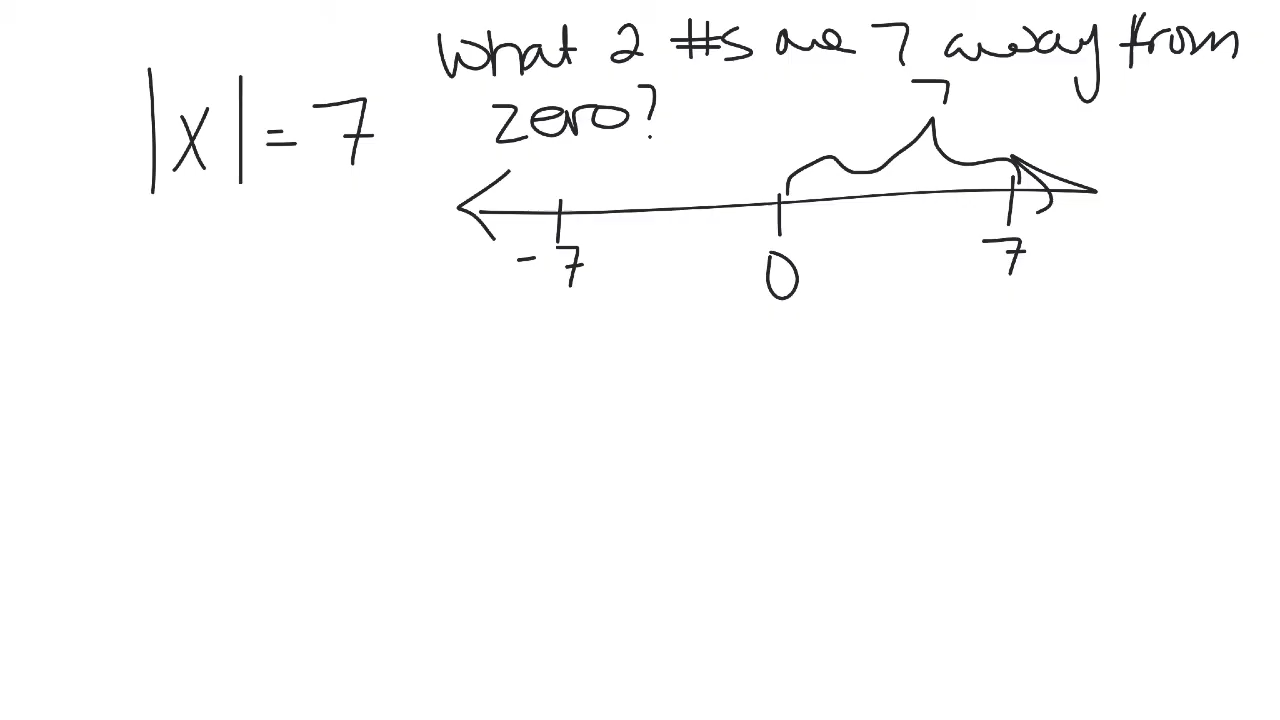 What 2 #s are 7 away from
zero?
|x| = 7
7
-7 0 7